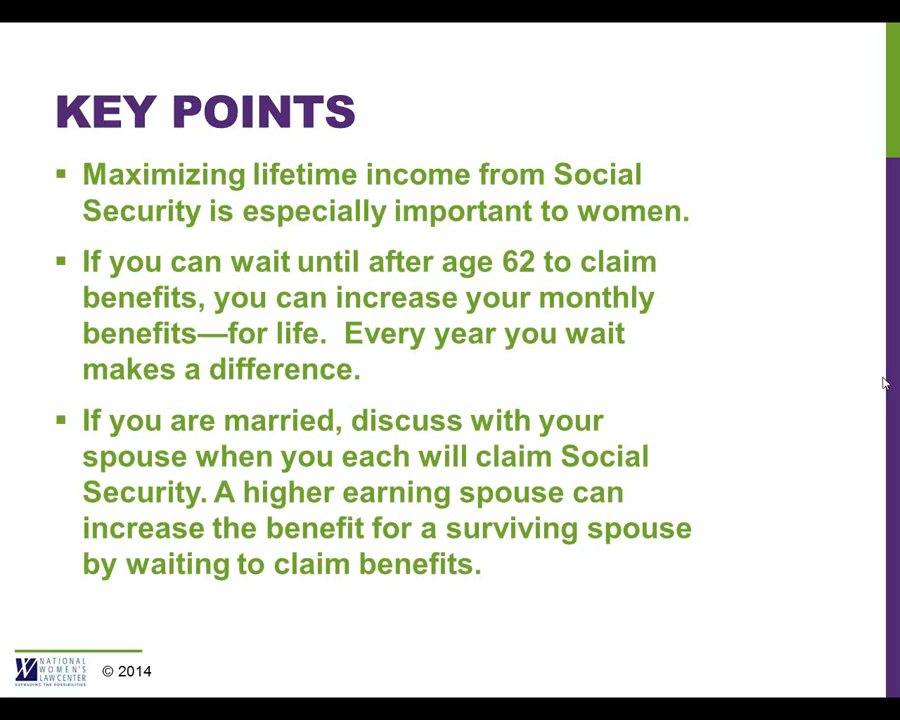 KEY POINTS
▪ Maximizing lifetime income from Social
Security is especially important to women.
▪ If you can wait until after age 62 to claim
benefits, you can increase your monthly
benefits—for life.  Every year you wait
makes a difference.
▪ If you are married, discuss with your
spouse when you each will claim Social
Security. A higher earning spouse can
increase the benefit for a surviving spouse
by waiting to claim benefits.
NATIONAL
WOMEN'S
LAW CENTER
EXPANDING THE POSSIBILITIES
© 2014